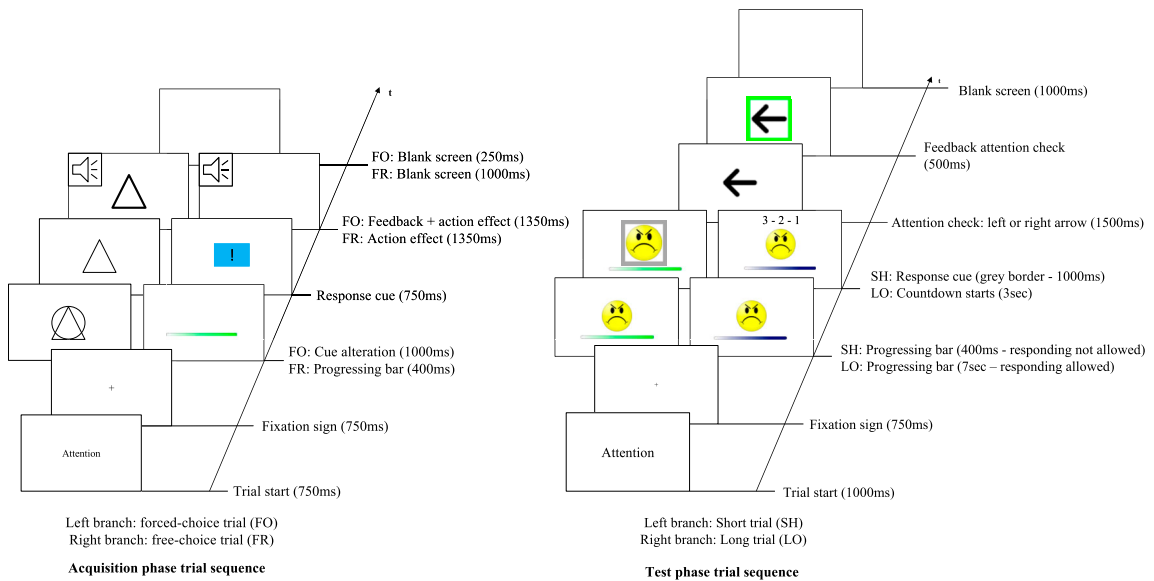 t
FO: Blank screen (250ms)
FR: Blank screen (1000ms)
FO: Feedback + action effect (1350ms)
FR: Action effect (1350ms)
!
Response cue (750ms)
FO: Cue alteration (1000ms)
FR: Progressing bar (400ms)
+
Fixation sign (750ms)
Attention
Trial start (750ms)
Left branch: forced-choice trial (FO)
Right branch: free-choice trial (FR)
Acquisition phase trial sequence
t
Blank screen (1000ms)
Feedback attention check
(500ms)
3 - 2 - 1
Attention check: left or right arrow (1500ms)
SH: Response cue (grey border - 1000ms)
LO: Countdown starts (3sec)
SH: Progressing bar (400ms - responding not allowed)
LO: Progressing bar (7sec – responding allowed)
+
Fixation sign (750ms)
Attention
Trial start (1000ms)
Left branch: Short trial (SH)
Right branch: Long trial (LO)
Test phase trial sequence